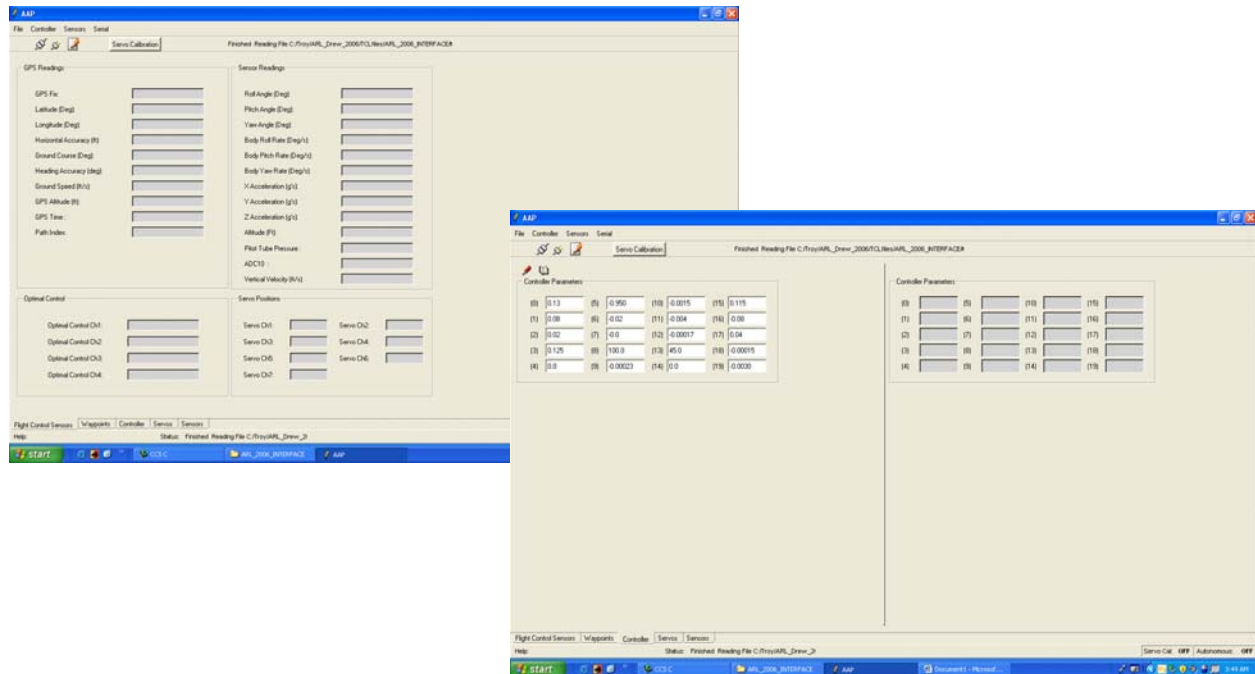 AAP
File Controller Sensors Serial
Servo Calibration Finished Reading File C:/Troy/ARL_Drew_2006/TCL files/ARL_2006_INTERFACE#
GPS Readings Sensor Readings
GPS Fix: Roll Angle (Deg):
Latitude (Deg): Pitch Angle (Deg):
Longitude (Deg): Yaw Angle (Deg):
Horizontal Accuracy (ft): Body Roll Rate (Deg/s):
Ground Course (Deg): Body Pitch Rate (Deg/s):
Heading Accuracy (deg): Body Yaw Rate (Deg/s):
Ground Speed (ft/s): X Acceleration (g's):
GPS Altitude (ft): Y Acceleration (g's):
GPS Time : Z Acceleration (g's):
Path Index: Altitude (Ft):
Pitot Tube Pressure :
ADC10 :
Vertical Velocity (ft/s):
Optimal Control Servo Positions
Optimal Control Ch1: Servo Ch1: Servo Ch2:
Optimal Control Ch2: Servo Ch3: Servo Ch4:
Optimal Control Ch3: Servo Ch5: Servo Ch6:
Optimal Control Ch4: Servo Ch7:
Flight Control Sensors Waypoints Controller Servos Sensors
Help: Status: Finished Reading File C:/Troy/ARL_Drew_2
start CCS C ARL_2006_INTERFACE AAP
AAP
File Controller Sensors Serial
Servo Calibration Finished Reading File C:/Troy/ARL_Drew_2006/TCL files/ARL_2006_INTERFACE#
Controller Parameters Controller Parameters
(0) 0.13 (5) -0.950 (10) -0.0015 (15) 0.115 (0) (5) (10) (15)
(1) 0.08 (6) -0.02 (11) -0.004 (16) -0.08 (1) (6) (11) (16)
(2) 0.02 (7) -0.0 (12) -0.00017 (17) 0.04 (2) (7) (12) (17)
(3) 0.125 (8) 100.0 (13) 45.0 (18) -0.00015 (3) (8) (13) (18)
(4) 0.0 (9) -0.00023 (14) 0.0 (19) -0.0030 (4) (9) (14) (19)
Flight Control Sensors Waypoints Controller Servos Sensors
Help: Status: Finished Reading File C:/Troy/ARL_Drew_2 Servo Cal: OFF Autonomous: OFF
start CCS C ARL_2006_INTERFACE AAP Document1 - Microsof... 3:49 AM